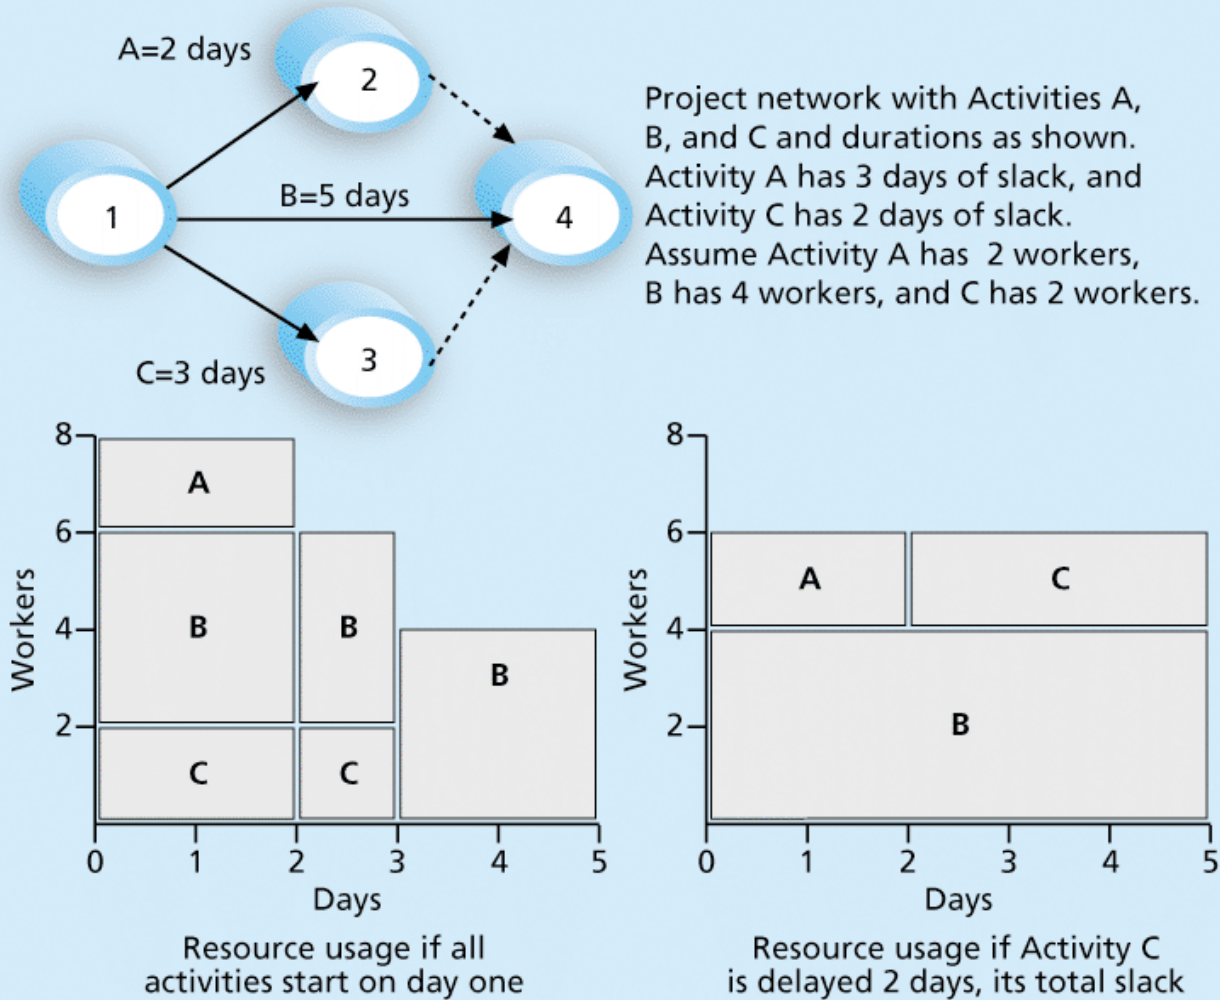 A=2 days
2
Project network with Activities A,
B, and C and durations as shown.
Activity A has 3 days of slack, and
Activity C has 2 days of slack.
Assume Activity A has  2 workers,
B has 4 workers, and C has 2 workers.
1
B=5 days
4
C=3 days
3
8
6
4
2
Workers
A
B
B
B
C
C
0 1 2 3 4 5
Days
Resource usage if all
activities start on day one
8
6
4
2
Workers
A
C
B
0 1 2 3 4 5
Days
Resource usage if Activity C
is delayed 2 days, its total slack